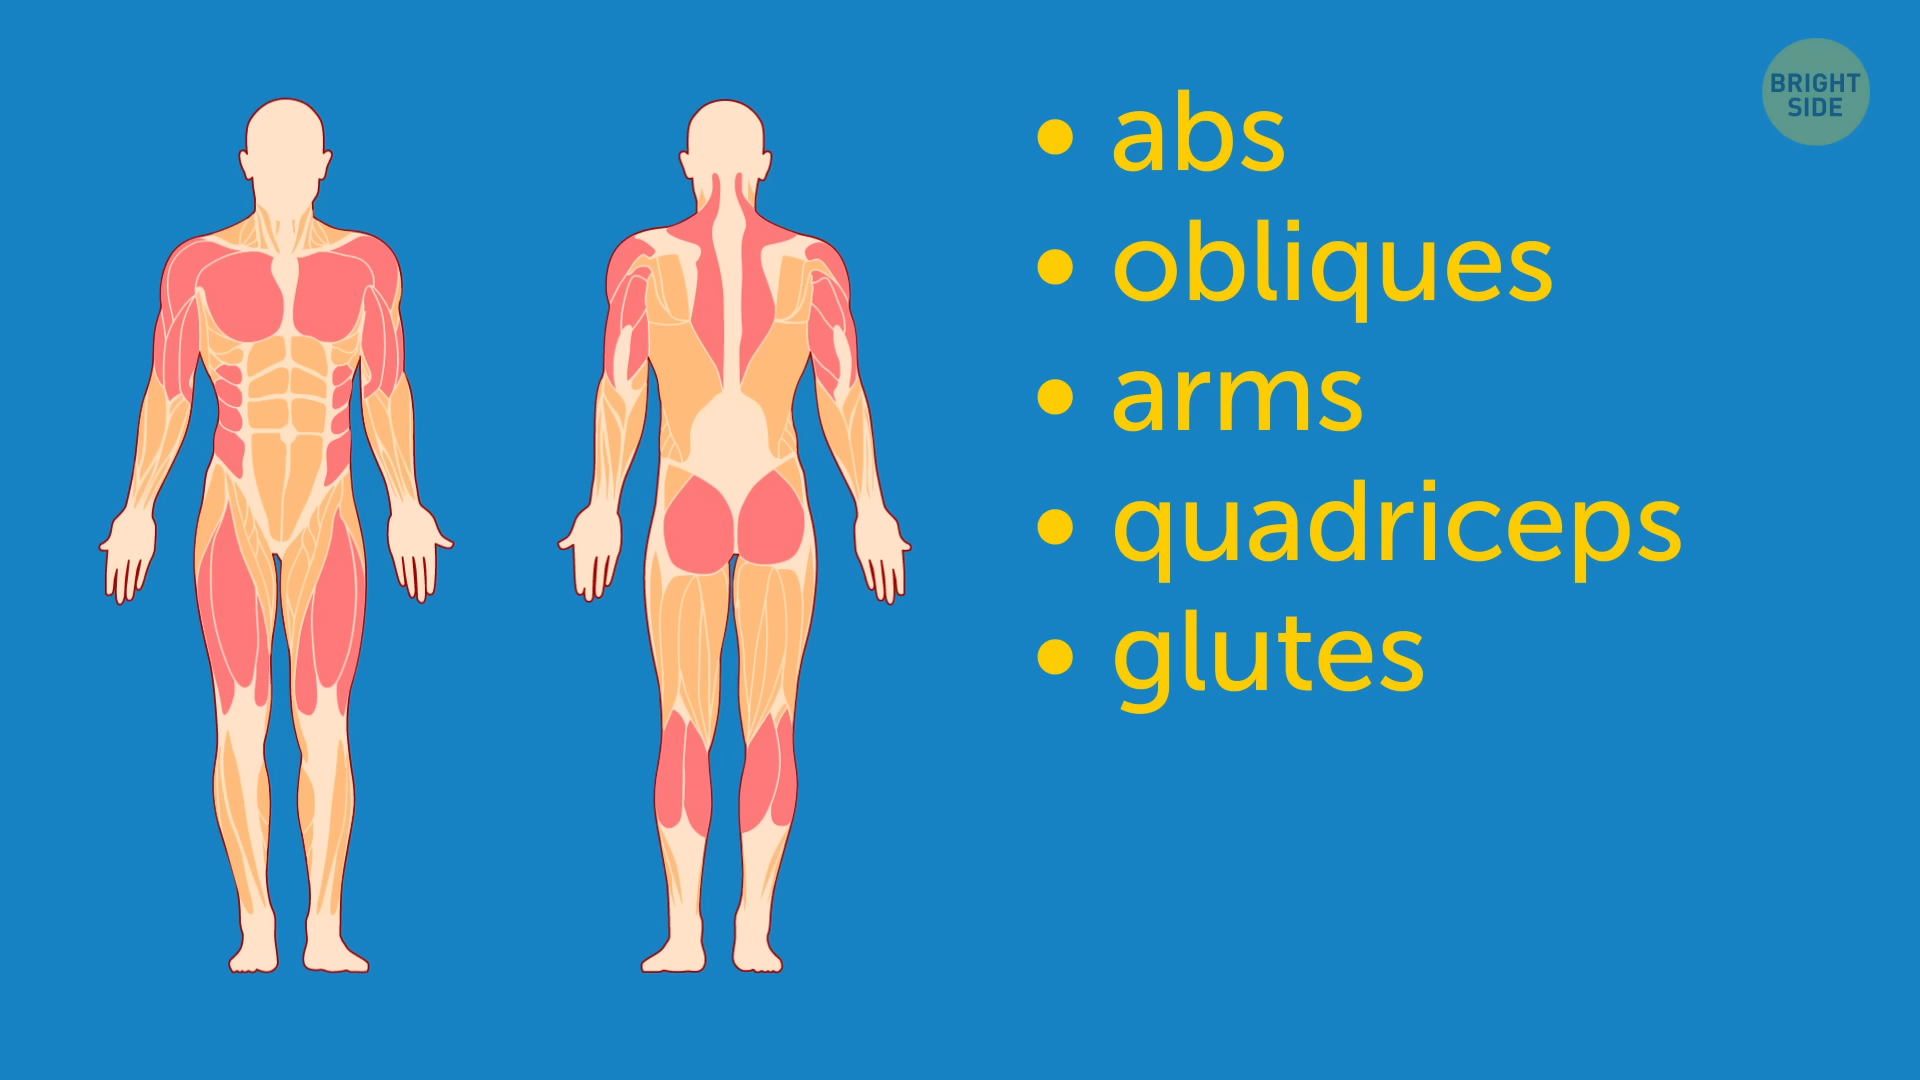 • abs
• obliques
• arms
• quadriceps
• glutes
BRIGHT
SIDE